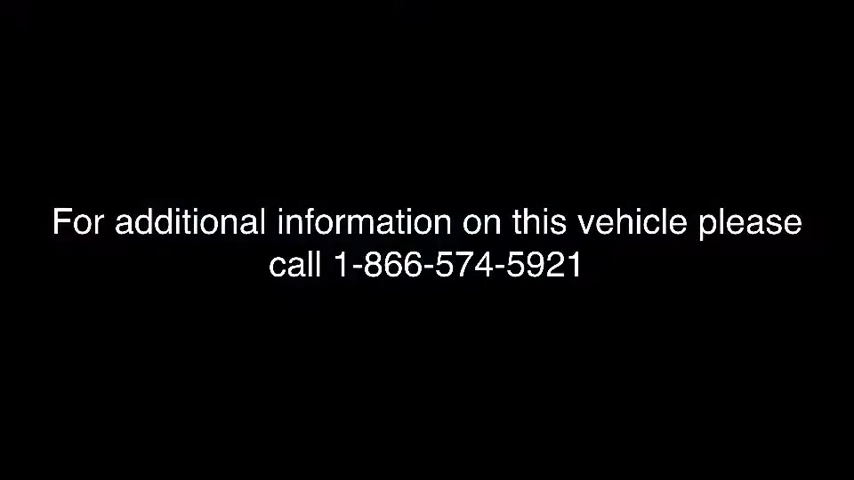 For additional information on this vehicle please
call 1-866-574-5921